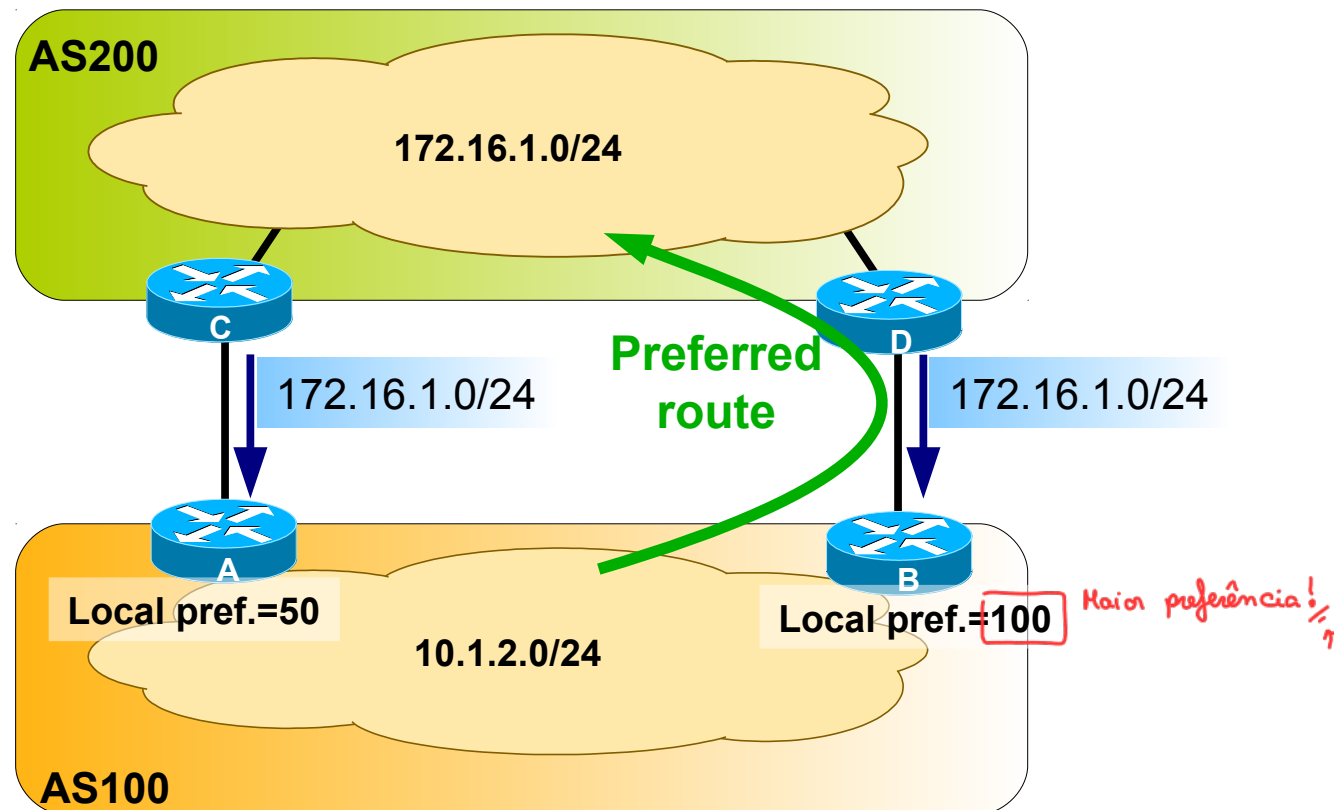 AS200
172.16.1.0/24
C
D
Preferred
route
172.16.1.0/24
172.16.1.0/24
A
B
Local pref.=50
Local pref.=100
Maior preferência!
10.1.2.0/24
AS100